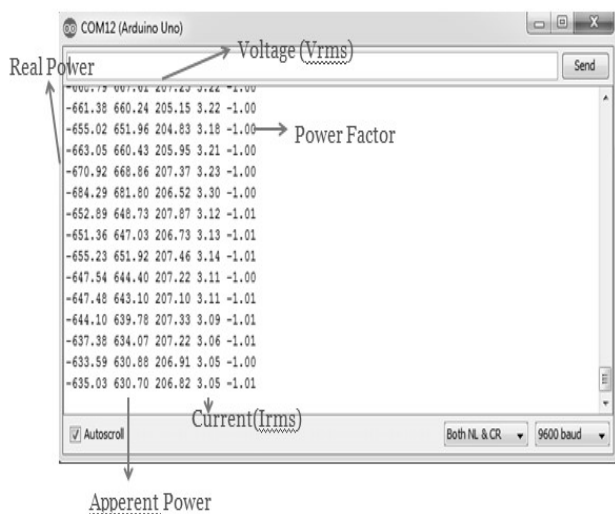 COM12 (Arduino Uno)
Voltage (Vrms)
Send
Real Power
-661.38 660.24 205.15 3.22 -1.00
-655.02 651.96 204.83 3.18 -1.00
Power Factor
-663.05 660.43 205.95 3.21 -1.00
-670.92 668.86 207.37 3.23 -1.00
-684.29 681.80 206.52 3.30 -1.00
-652.89 648.73 207.87 3.12 -1.01
-651.36 647.03 206.73 3.13 -1.01
-655.23 651.92 207.46 3.14 -1.01
-647.54 644.40 207.22 3.11 -1.00
-647.48 643.10 207.10 3.11 -1.01
-644.10 639.78 207.33 3.09 -1.01
-637.38 634.07 207.22 3.06 -1.01
-633.59 630.88 206.91 3.05 -1.00
-635.03 630.70 206.82 3.05 -1.01
Current(Irms)
Autoscroll
Both NL & CR
9600 baud
Apperent Power